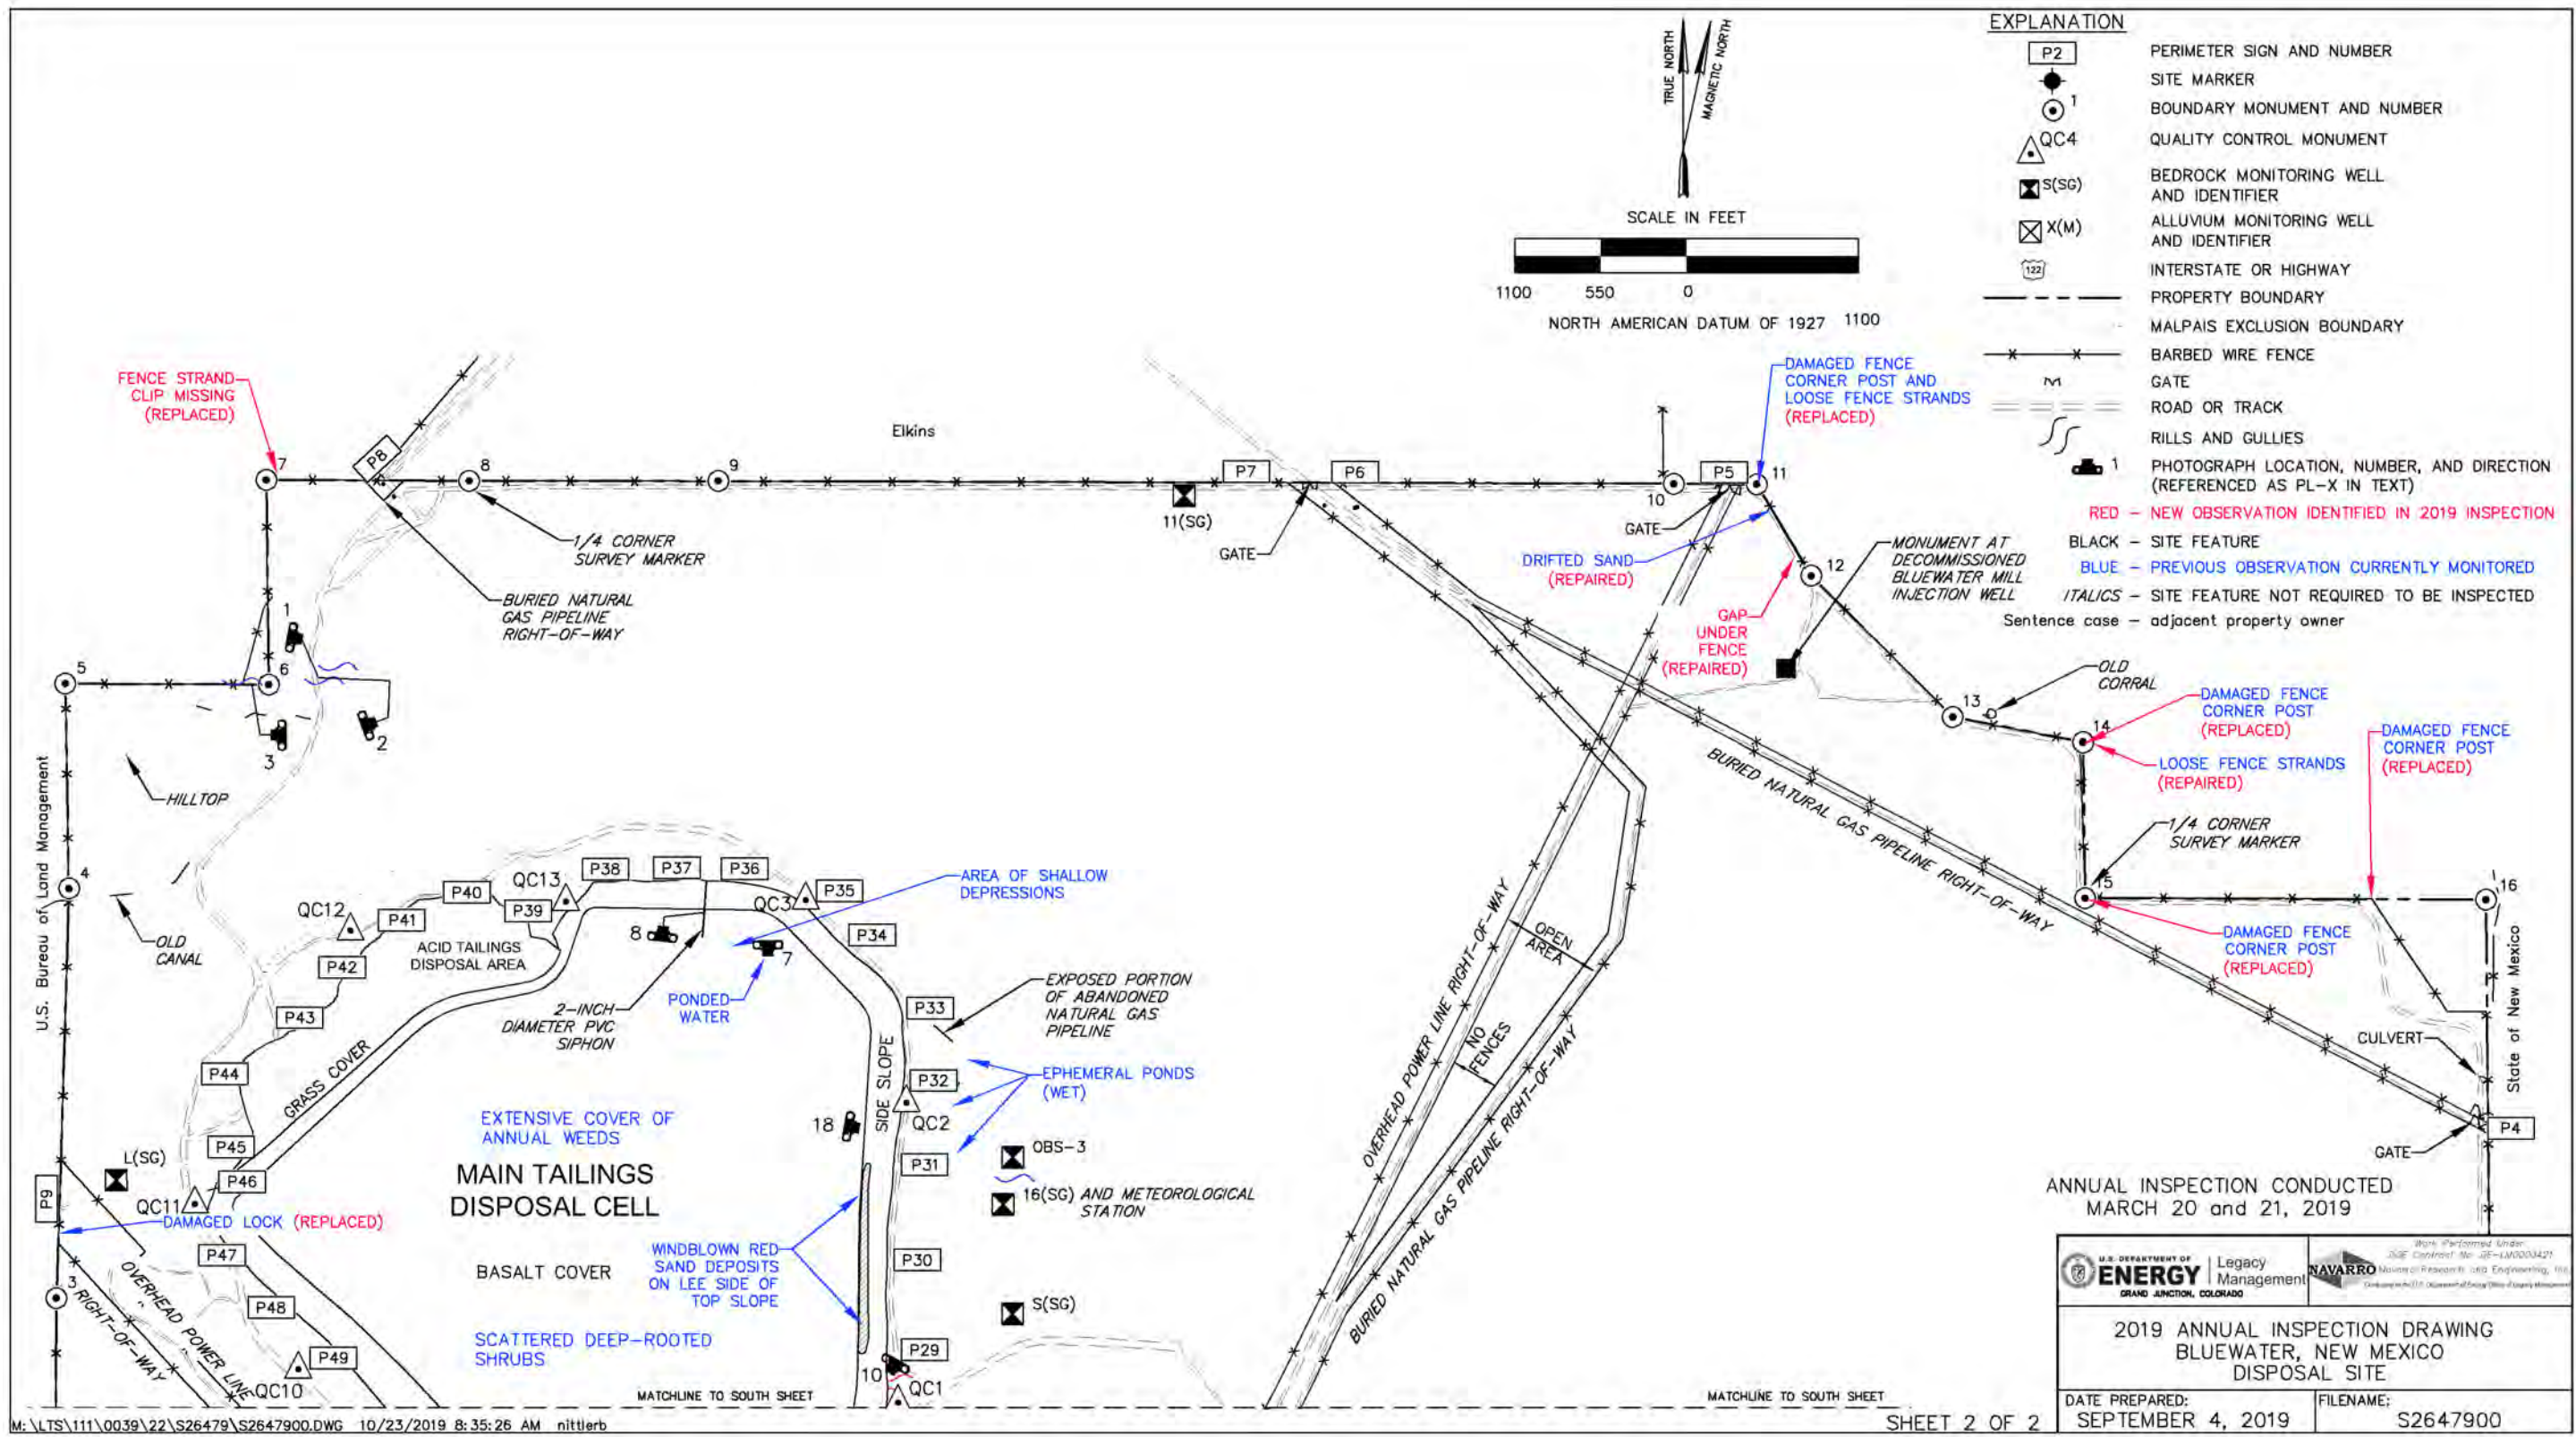 EXPLANATION
P2 PERIMETER SIGN AND NUMBER
SITE MARKER
1 BOUNDARY MONUMENT AND NUMBER
QC4 QUALITY CONTROL MONUMENT
S(SG) BEDROCK MONITORING WELL
AND IDENTIFIER
X(M) ALLUVIUM MONITORING WELL
AND IDENTIFIER
122 INTERSTATE OR HIGHWAY
PROPERTY BOUNDARY
MALPAIS EXCLUSION BOUNDARY
BARBED WIRE FENCE
GATE
ROAD OR TRACK
RILLS AND GULLIES
1 PHOTOGRAPH LOCATION, NUMBER, AND DIRECTION
(REFERENCED AS PL-X IN TEXT)
RED - NEW OBSERVATION IDENTIFIED IN 2019 INSPECTION
BLACK - SITE FEATURE
BLUE - PREVIOUS OBSERVATION CURRENTLY MONITORED
ITALICS - SITE FEATURE NOT REQUIRED TO BE INSPECTED
Sentence case - adjacent property owner
TRUE NORTH
MAGNETIC NORTH
SCALE IN FEET
1100 550 0
NORTH AMERICAN DATUM OF 1927 1100
FENCE STRAND
CLIP MISSING
(REPLACED)
7
P8
8
9
Elkins
11(SG)
P7
P6
GATE
10
P5
11
GATE
DAMAGED FENCE
CORNER POST AND
LOOSE FENCE STRANDS
(REPLACED)
DRIFTED SAND
(REPAIRED)
12
GAP
UNDER
FENCE
(REPAIRED)
MONUMENT AT
DECOMMISSIONED
BLUEWATER MILL
INJECTION WELL
1/4 CORNER
SURVEY MARKER
BURIED NATURAL
GAS PIPELINE
RIGHT-OF-WAY
1
5
6
2
3
HILLTOP
U.S. Bureau of Land Management
4
OLD
CANAL
13
OLD
CORRAL
14
DAMAGED FENCE
CORNER POST
(REPLACED)
LOOSE FENCE STRANDS
(REPAIRED)
DAMAGED FENCE
CORNER POST
(REPLACED)
1/4 CORNER
SURVEY MARKER
15
16
DAMAGED FENCE
CORNER POST
(REPLACED)
State of New Mexico
CULVERT
P4
GATE
BURIED NATURAL GAS PIPELINE RIGHT-OF-WAY
OVERHEAD POWER LINE RIGHT-OF-WAY
OPEN
AREA
NO
FENCES
BURIED NATURAL GAS PIPELINE RIGHT-OF-WAY
P38
P37
P36
QC13
QC3
P35
P40
P39
P41
QC12
P34
AREA OF SHALLOW
DEPRESSIONS
8
7
ACID TAILINGS
DISPOSAL AREA
P42
P43
PONDED
WATER
2-INCH
DIAMETER PVC
SIPHON
P33
EXPOSED PORTION
OF ABANDONED
NATURAL GAS
PIPELINE
GRASS COVER
P44
SIDE SLOPE
P32
EPHEMERAL PONDS
(WET)
18
QC2
EXTENSIVE COVER OF
ANNUAL WEEDS
P45
L(SG)
P46
P31
OBS-3
MAIN TAILINGS
DISPOSAL CELL
P9
QC11
DAMAGED LOCK (REPLACED)
16(SG) AND METEOROLOGICAL
STATION
P47
WINDBLOWN RED
SAND DEPOSITS
ON LEE SIDE OF
TOP SLOPE
BASALT COVER
P30
3
OVERHEAD POWER LINE
RIGHT-OF-WAY
P48
S(SG)
SCATTERED DEEP-ROOTED
SHRUBS
P49
P29
10
QC10
QC1
MATCHLINE TO SOUTH SHEET
MATCHLINE TO SOUTH SHEET
ANNUAL INSPECTION CONDUCTED
MARCH 20 and 21, 2019
U.S. DEPARTMENT OF
ENERGY
Legacy
Management
GRAND JUNCTION, COLORADO
Work Performed Under
NAVARRO
2019 ANNUAL INSPECTION DRAWING
BLUEWATER, NEW MEXICO
DISPOSAL SITE
DATE PREPARED:
SEPTEMBER 4, 2019
FILENAME:
S2647900
SHEET 2 OF 2
M:\LTS\111\0039\22\S26479\S2647900.DWG 10/23/2019 8:35:26 AM nittlerb